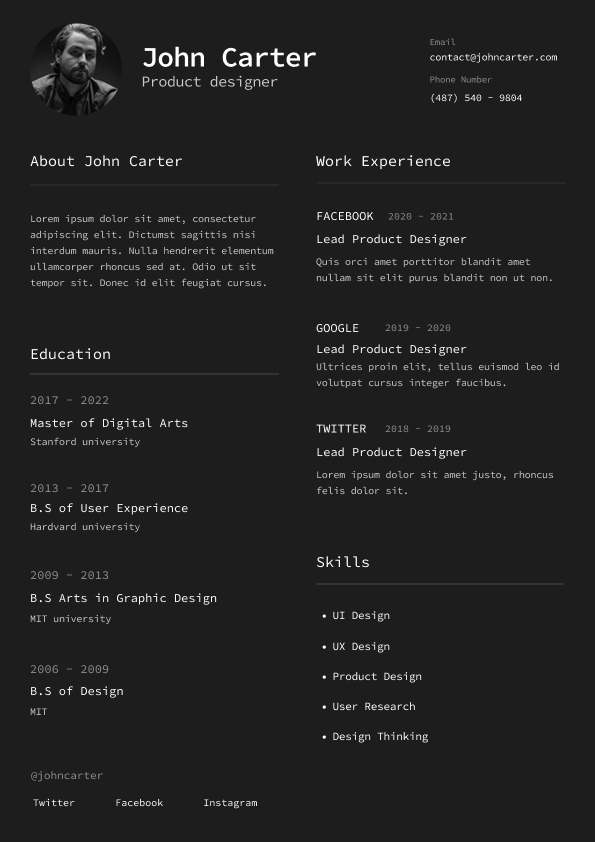 John Carter
Product designer
Email
contact@johncarter.com
Phone Number
(487) 540 - 9804
About John Carter
Lorem ipsum dolor sit amet, consectetur
adipiscing elit. Dictumst sagittis nisi
interdum mauris. Nulla hendrerit elementum
ullamcorper rhoncus sed at. Odio ut sit
tempor sit. Donec id elit feugiat cursus.
Education
2017 - 2022
Master of Digital Arts
Stanford university
2013 - 2017
B.S of User Experience
Hardvard university
2009 - 2013
B.S Arts in Graphic Design
MIT university
2006 - 2009
B.S of Design
MIT
@johncarter
Twitter Facebook Instagram
Work Experience
FACEBOOK 2020 - 2021
Lead Product Designer
Quis orci amet porttitor blandit amet
nullam sit elit purus blandit non ut non.
GOOGLE 2019 - 2020
Lead Product Designer
Ultrices proin elit, tellus euismod leo id
volutpat cursus integer faucibus.
TWITTER 2018 - 2019
Lead Product Designer
Lorem ipsum dolor sit amet justo, rhoncus
felis dolor sit.
Skills
• UI Design
• UX Design
• Product Design
• User Research
• Design Thinking